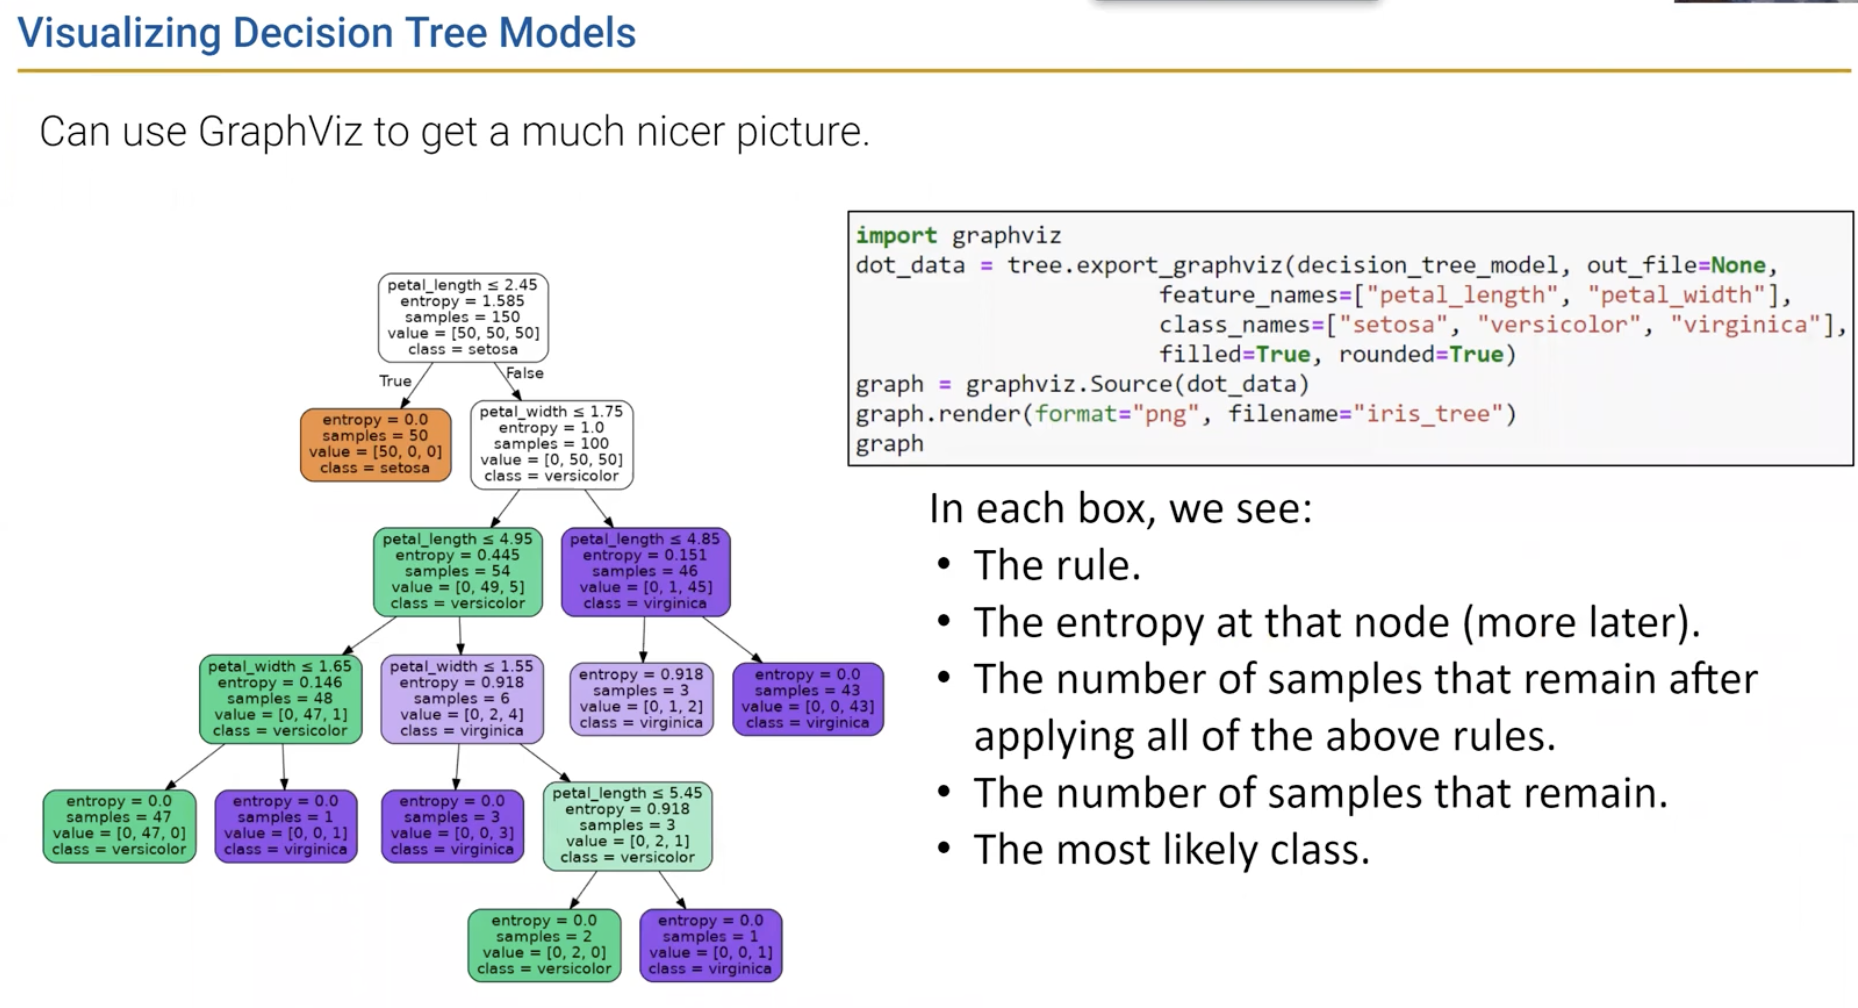 Visualizing Decision Tree Models
Can use GraphViz to get a much nicer picture.
petal_length ≤ 2.45
entropy = 1.585
samples = 150
value = [50, 50, 50]
class = setosa
True
False
entropy = 0.0
samples = 50
value = [50, 0, 0]
class = setosa
petal_width ≤ 1.75
entropy = 1.0
samples = 100
value = [0, 50, 50]
class = versicolor
petal_length ≤ 4.95
entropy = 0.445
samples = 54
value = [0, 49, 5]
class = versicolor
petal_length ≤ 4.85
entropy = 0.151
samples = 46
value = [0, 1, 45]
class = virginica
petal_width ≤ 1.65
entropy = 0.146
samples = 48
value = [0, 47, 1]
class = versicolor
petal_width ≤ 1.55
entropy = 0.918
samples = 6
value = [0, 2, 4]
class = virginica
entropy = 0.918
samples = 3
value = [0, 1, 2]
class = virginica
entropy = 0.0
samples = 43
value = [0, 0, 43]
class = virginica
entropy = 0.0
samples = 47
value = [0, 47, 0]
class = versicolor
entropy = 0.0
samples = 1
value = [0, 0, 1]
class = virginica
entropy = 0.0
samples = 3
value = [0, 0, 3]
class = virginica
petal_length ≤ 5.45
entropy = 0.918
samples = 3
value = [0, 2, 1]
class = versicolor
entropy = 0.0
samples = 2
value = [0, 2, 0]
class = versicolor
entropy = 0.0
samples = 1
value = [0, 0, 1]
class = virginica
import graphviz
dot_data = tree.export_graphviz(decision_tree_model, out_file=None,
feature_names=["petal_length", "petal_width"],
class_names=["setosa", "versicolor", "virginica"],
filled=True, rounded=True)
graph = graphviz.Source(dot_data)
graph.render(format="png", filename="iris_tree")
graph
In each box, we see:
• The rule.
• The entropy at that node (more later).
• The number of samples that remain after
applying all of the above rules.
• The number of samples that remain.
• The most likely class.